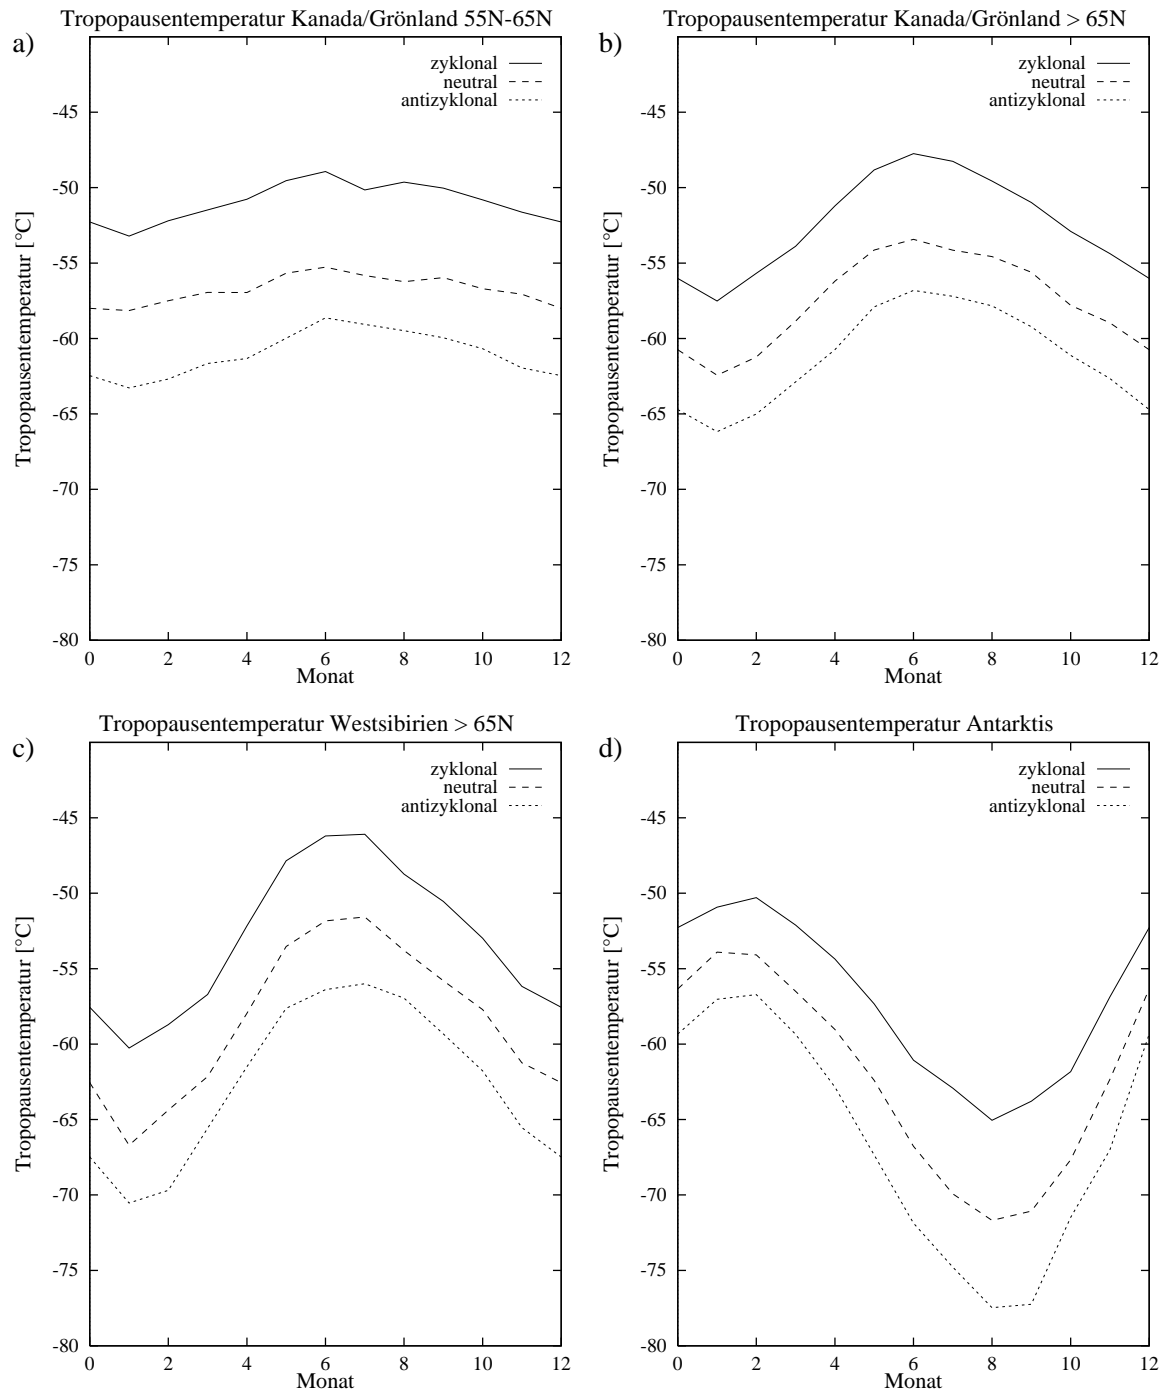 Tropopausentemperatur Kanada/Grönland 55N-65N
a)
zyklonal
neutral
antizyklonal
-45
-50
-55
-60
-65
-70
-75
-80
Tropopausentemperatur [°C]
0 2 4 6 8 10 12
Monat
Tropopausentemperatur Kanada/Grönland > 65N
b)
zyklonal
neutral
antizyklonal
-45
-50
-55
-60
-65
-70
-75
-80
Tropopausentemperatur [°C]
0 2 4 6 8 10 12
Monat
Tropopausentemperatur Westsibirien > 65N
c)
zyklonal
neutral
antizyklonal
-45
-50
-55
-60
-65
-70
-75
-80
Tropopausentemperatur [°C]
0 2 4 6 8 10 12
Monat
Tropopausentemperatur Antarktis
d)
zyklonal
neutral
antizyklonal
-45
-50
-55
-60
-65
-70
-75
-80
Tropopausentemperatur [°C]
0 2 4 6 8 10 12
Monat